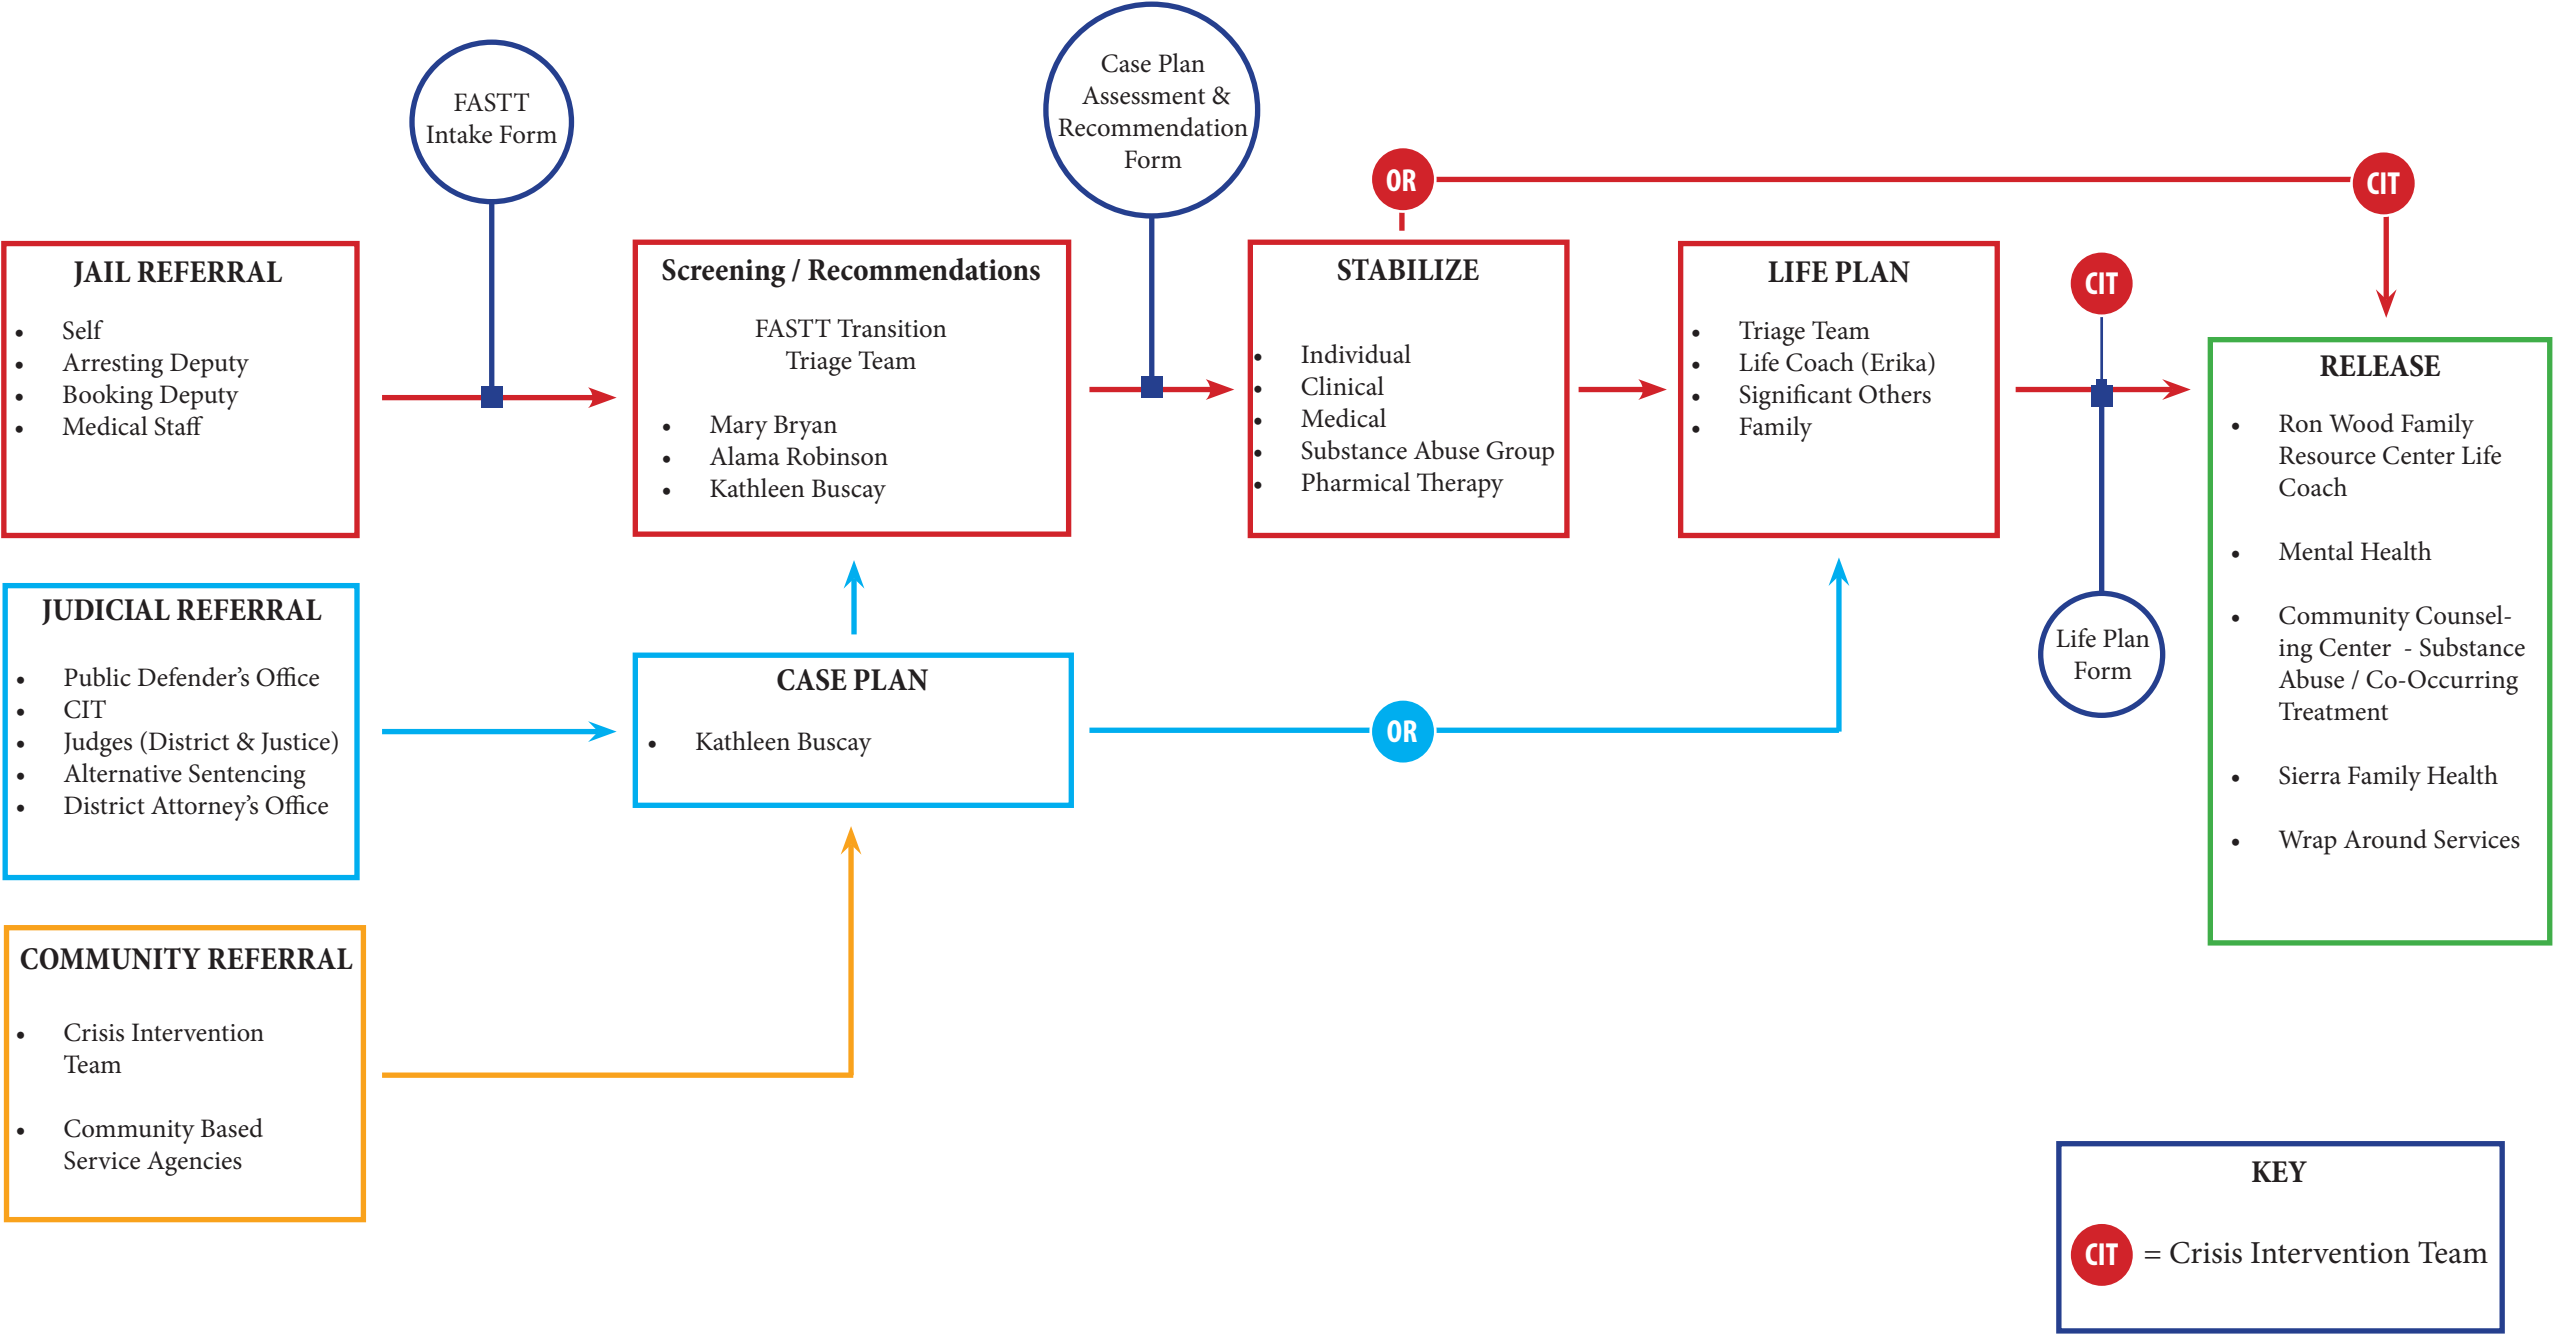 FASTT
Intake Form
Case Plan
Assessment &
Recommendation
Form
OR
CIT
JAIL REFERRAL
• Self
• Arresting Deputy
• Booking Deputy
• Medical Staff
Screening / Recommendations
FASTT Transition
Triage Team
• Mary Bryan
• Alama Robinson
• Kathleen Buscay
STABILIZE
• Individual
• Clinical
• Medical
• Substance Abuse Group
• Pharmical Therapy
LIFE PLAN
• Triage Team
• Life Coach (Erika)
• Significant Others
• Family
CIT
Life Plan
Form
RELEASE
• Ron Wood Family
Resource Center Life
Coach
• Mental Health
• Community Counsel-
ing Center - Substance
Abuse / Co-Occurring
Treatment
• Sierra Family Health
• Wrap Around Services
JUDICIAL REFERRAL
• Public Defender’s Office
• CIT
• Judges (District & Justice)
• Alternative Sentencing
• District Attorney’s Office
CASE PLAN
• Kathleen Buscay
OR
COMMUNITY REFERRAL
• Crisis Intervention
Team
• Community Based
Service Agencies
KEY
CIT = Crisis Intervention Team